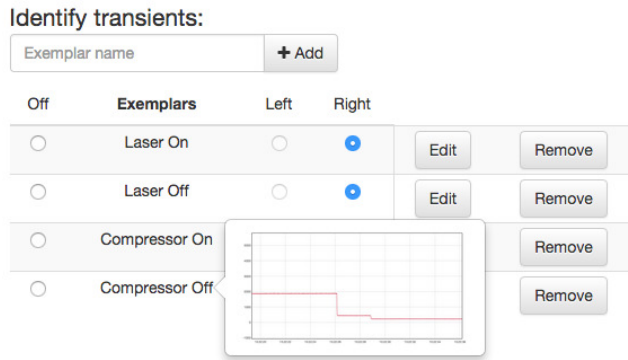 Identify transients:
Exemplar name + Add
Off Exemplars Left Right
Laser On Edit Remove
Laser Off Edit Remove
Compressor On Remove
Compressor Off Remove